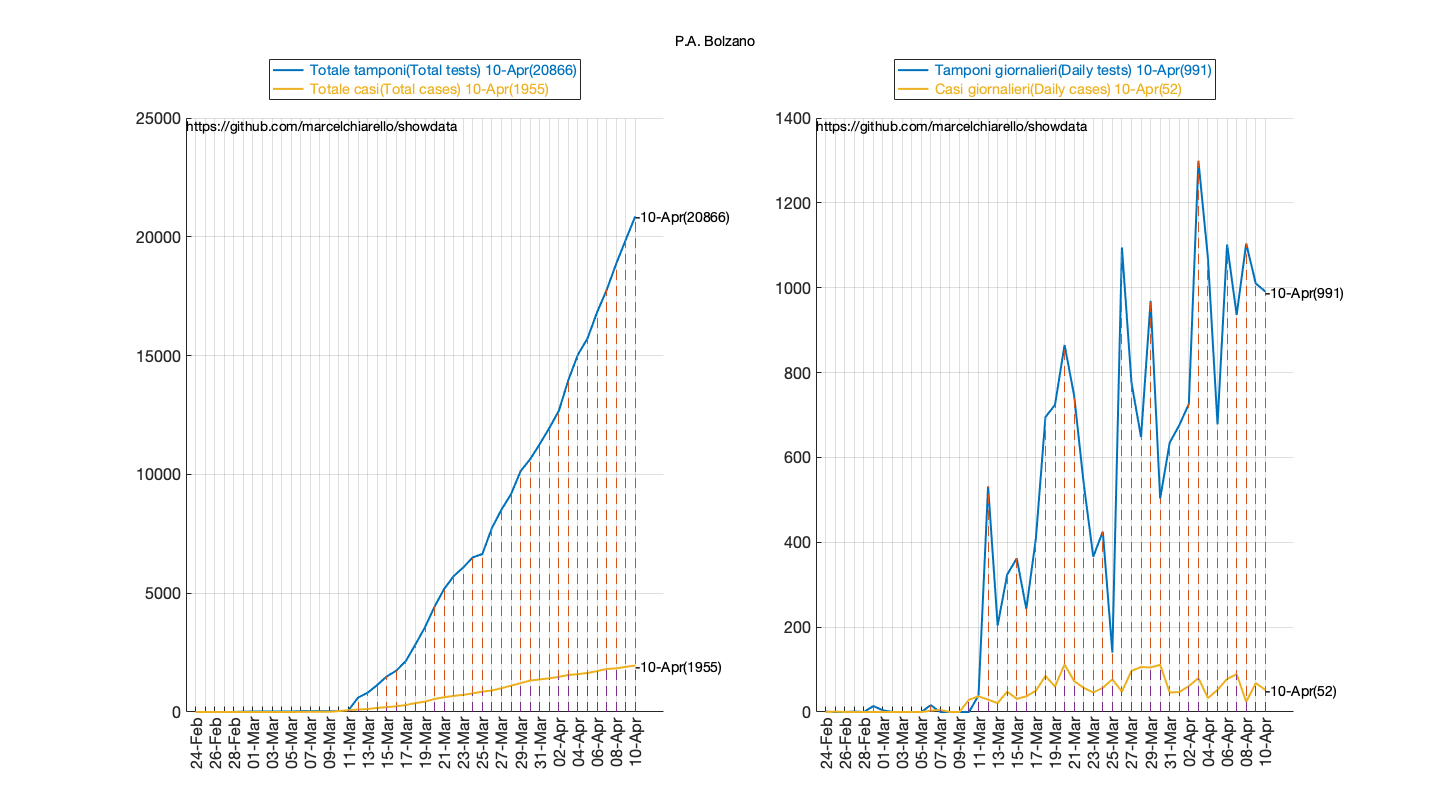 P.A. Bolzano
Totale tamponi(Total tests) 10-Apr(20866)
Totale casi(Total cases) 10-Apr(1955)
https://github.com/marcelchiarello/showdata
25000
20000
15000
10000
5000
0
10-Apr(20866)
10-Apr(1955)
24-Feb
26-Feb
28-Feb
01-Mar
03-Mar
05-Mar
07-Mar
09-Mar
11-Mar
13-Mar
15-Mar
17-Mar
19-Mar
21-Mar
23-Mar
25-Mar
27-Mar
29-Mar
31-Mar
02-Apr
04-Apr
06-Apr
08-Apr
10-Apr
Tamponi giornalieri(Daily tests) 10-Apr(991)
Casi giornalieri(Daily cases) 10-Apr(52)
https://github.com/marcelchiarello/showdata
1400
1200
1000
800
600
400
200
0
10-Apr(991)
10-Apr(52)
24-Feb
26-Feb
28-Feb
01-Mar
03-Mar
05-Mar
07-Mar
09-Mar
11-Mar
13-Mar
15-Mar
17-Mar
19-Mar
21-Mar
23-Mar
25-Mar
27-Mar
29-Mar
31-Mar
02-Apr
04-Apr
06-Apr
08-Apr
10-Apr